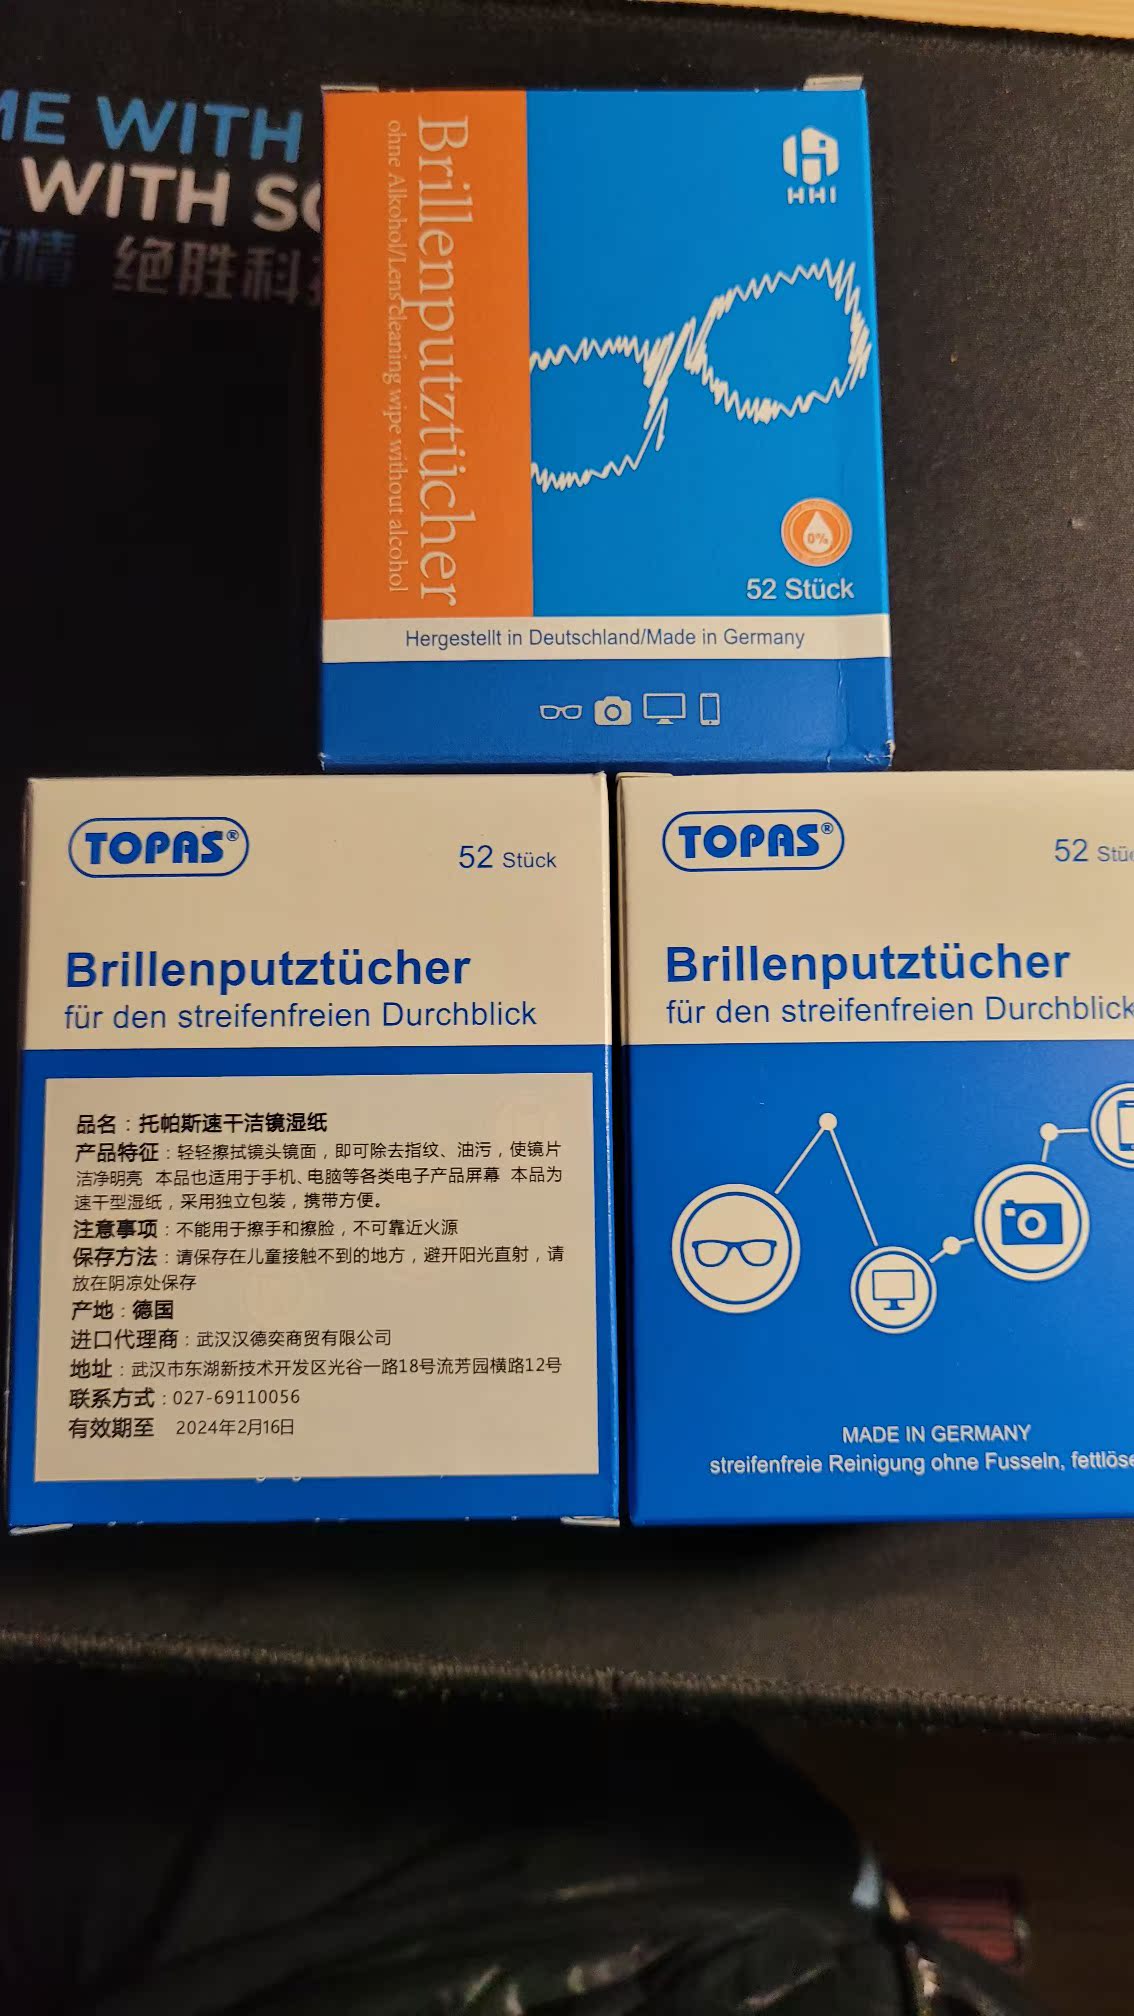 ME WITH
WITH SO
情 绝胜科
HHI
Brillenputztücher
ohne Alkohol/Lens cleaning wipe without alcohol
0%
52 Stück
Hergestellt in Deutschland/Made in Germany
TOPAS®
52 Stück
Brillenputztücher
für den streifenfreien Durchblick
品名：托帕斯速干洁镜湿纸
产品特征：轻轻擦拭镜头镜面，即可除去指纹、油污，使镜片
洁净明亮 本品也适用于手机、电脑等各类电子产品屏幕 本品为
速干型湿纸，采用独立包装，携带方便。
注意事项：不能用于擦手和擦脸，不可靠近火源
保存方法：请保存在儿童接触不到的地方，避开阳光直射，请
放在阴凉处保存
产地：德国
进口代理商：武汉汉德奕商贸有限公司
地址：武汉市东湖新技术开发区光谷一路18号流芳园横路12号
联系方式：027-69110056
有效期至 2024年2月16日
TOPAS®
52 Stüc
Brillenputztücher
für den streifenfreien Durchblick
MADE IN GERMANY
streifenfreie Reinigung ohne Fusseln, fettlöse